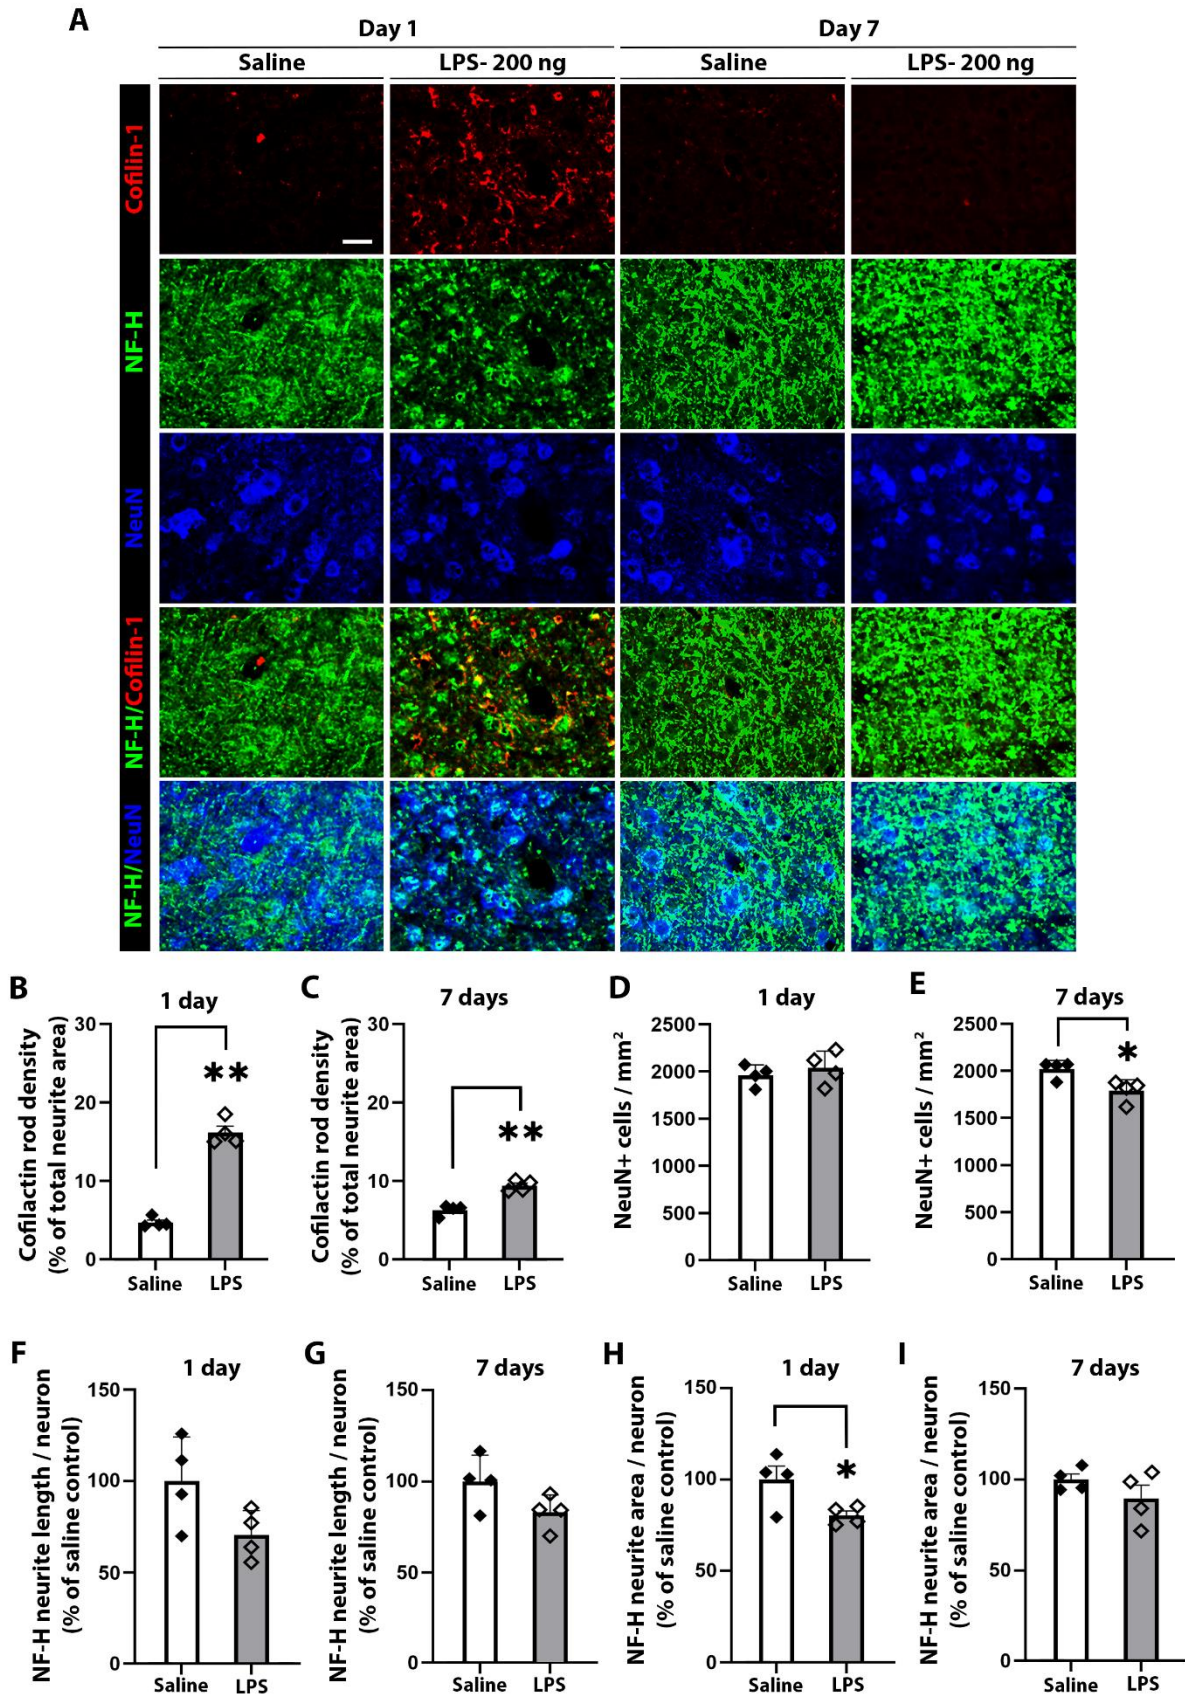 A
Day 1
Day 7
Saline
LPS- 200 ng
Saline
LPS- 200 ng
Cofilin-1
NF-H
NeuN
NF-H/Cofilin-1
NF-H/NeuN
B
1 day
Cofilactin rod density
(% of total neurite area)
30
20
10
0
**
Saline
LPS
C
7 days
Cofilactin rod density
(% of total neurite area)
30
20
10
0
**
Saline
LPS
D
1 day
NeuN+ cells / mm²
2500
2000
1500
1000
500
0
Saline
LPS
E
7 days
NeuN+ cells / mm²
2500
2000
1500
1000
500
0
*
Saline
LPS
F
1 day
NF-H neurite length / neuron
(% of saline control)
150
100
50
0
Saline
LPS
G
7 days
NF-H neurite length / neuron
(% of saline control)
150
100
50
0
Saline
LPS
H
1 day
NF-H neurite area / neuron
(% of saline control)
150
100
50
0
*
Saline
LPS
I
7 days
NF-H neurite area / neuron
(% of saline control)
150
100
50
0
Saline
LPS